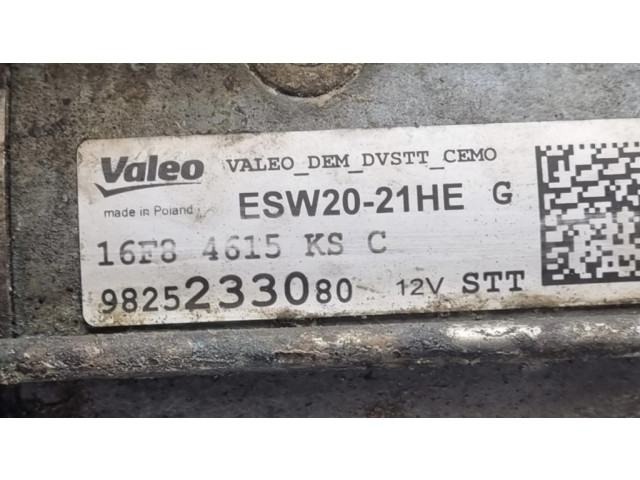 Valeo VALEO_DEM_DVSTT_CEMO
made in Poland ESW20-21HE G
16F8 4615 KS C
9825233080 12V STT